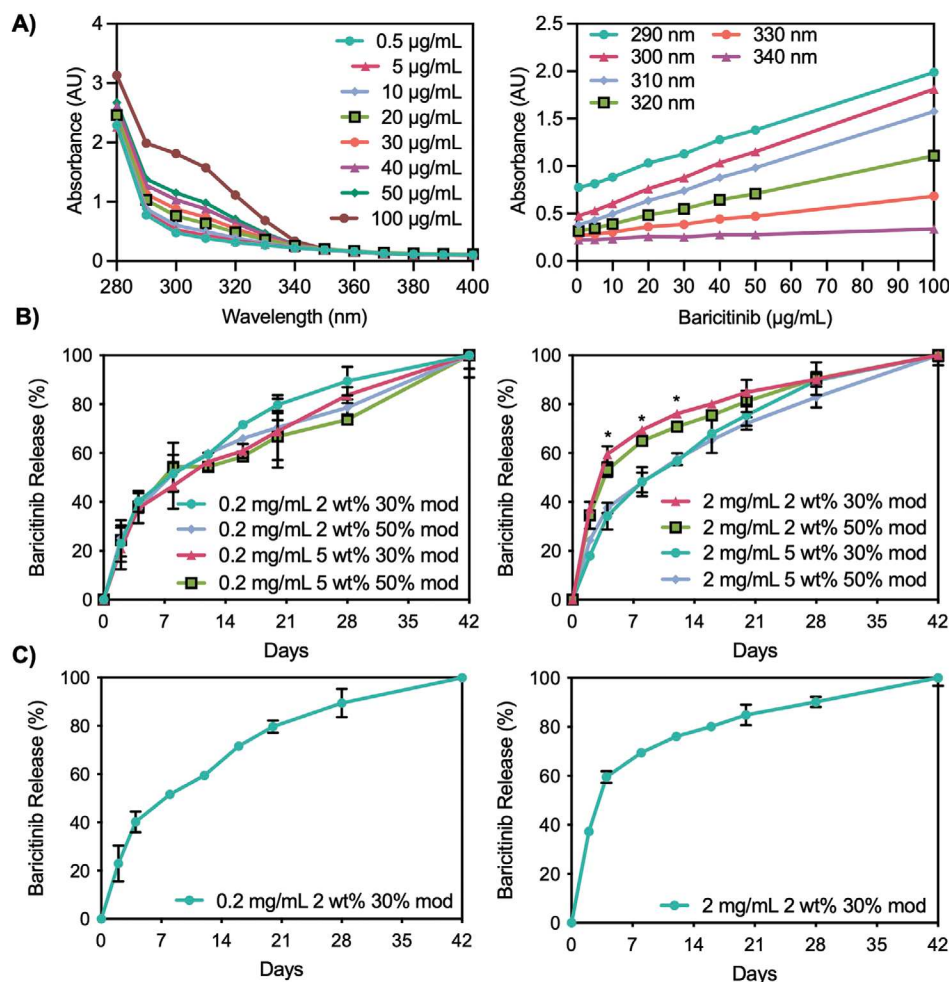 A)
Absorbance (AU)
4
3
2
1
0
280
300
320
340
360
380
400
Wavelength (nm)
0.5 µg/mL
5 µg/mL
10 µg/mL
20 µg/mL
30 µg/mL
40 µg/mL
50 µg/mL
100 µg/mL
Absorbance (AU)
2.5
2.0
1.5
1.0
0.5
0.0
0
10
20
30
40
50
60
70
80
90
100
Baricitinib (µg/mL)
290 nm
300 nm
310 nm
320 nm
330 nm
340 nm
B)
Baricitinib Release (%)
100
80
60
40
20
0
0
7
14
21
28
35
42
Days
0.2 mg/mL 2 wt% 30% mod
0.2 mg/mL 2 wt% 50% mod
0.2 mg/mL 5 wt% 30% mod
0.2 mg/mL 5 wt% 50% mod
Baricitinib Release (%)
100
80
60
40
20
0
0
7
14
21
28
35
42
Days
*
*
*
2 mg/mL 2 wt% 30% mod
2 mg/mL 2 wt% 50% mod
2 mg/mL 5 wt% 30% mod
2 mg/mL 5 wt% 50% mod
C)
Baricitinib Release (%)
100
80
60
40
20
0
0
7
14
21
28
35
42
Days
0.2 mg/mL 2 wt% 30% mod
Baricitinib Release (%)
100
80
60
40
20
0
0
7
14
21
28
35
42
Days
2 mg/mL 2 wt% 30% mod